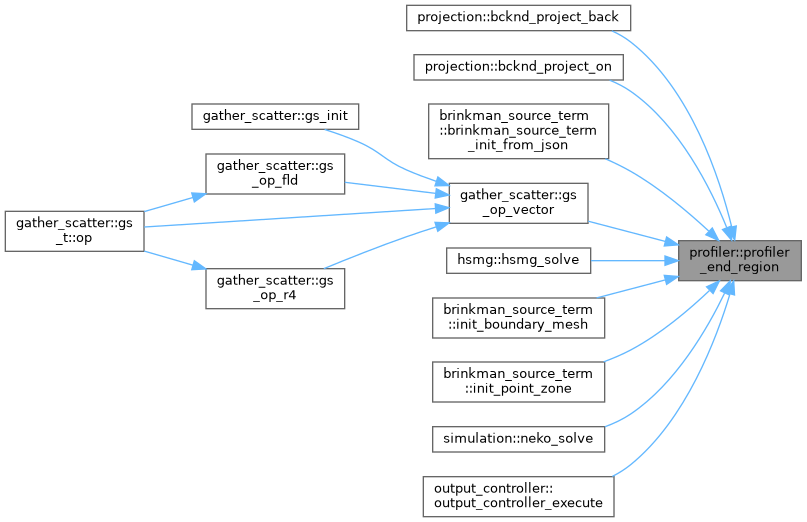 projection::bcknd_project_back
projection::bcknd_project_on
brinkman_source_term
::brinkman_source_term
_init_from_json
gather_scatter::gs_init
gather_scatter::gs
_op_fld
gather_scatter::gs
_op_vector
gather_scatter::gs
_t::op
gather_scatter::gs
_op_r4
profiler::profiler
_end_region
hsmg::hsmg_solve
brinkman_source_term
::init_boundary_mesh
brinkman_source_term
::init_point_zone
simulation::neko_solve
output_controller::
output_controller_execute